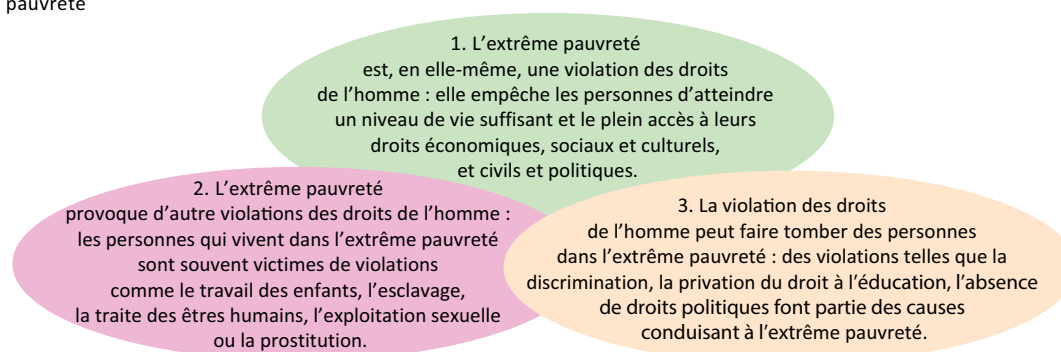 pauvreté
1. L’extrême pauvreté
est, en elle-même, une violation des droits
de l’homme : elle empêche les personnes d’atteindre
un niveau de vie suffisant et le plein accès à leurs
droits économiques, sociaux et culturels,
et civils et politiques.
2. L’extrême pauvreté
provoque d’autre violations des droits de l’homme :
les personnes qui vivent dans l’extrême pauvreté
sont souvent victimes de violations
comme le travail des enfants, l’esclavage,
la traite des êtres humains, l’exploitation sexuelle
ou la prostitution.
3. La violation des droits
de l’homme peut faire tomber des personnes
dans l’extrême pauvreté : des violations telles que la
discrimination, la privation du droit à l’éducation, l’absence
de droits politiques font partie des causes
conduisant à l’extrême pauvreté.